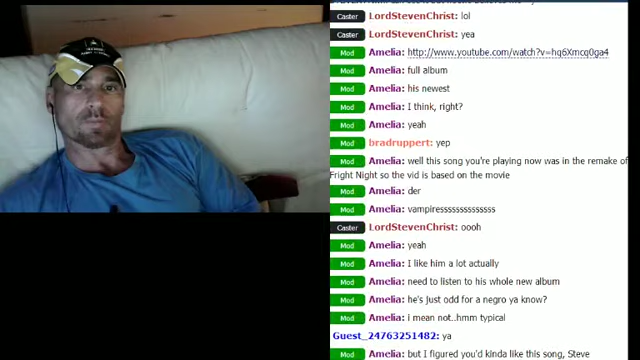 Caster LordStevenChrist: lol
Caster LordStevenChrist: yea
Mod Amelia: http://www.youtube.com/watch?v=hq6Xmcq0ga4
Mod Amelia: full album
Mod Amelia: his newest
Mod Amelia: I think, right?
Mod Amelia: yeah
bradruppert: yep
Mod Amelia: well this song you're playing now was in the remake of
Fright Night so the vid is based on the movie
Mod Amelia: der
Mod Amelia: vampiresssssssssssss
Caster LordStevenChrist: oooh
Mod Amelia: yeah
Mod Amelia: I like him a lot actually
Mod Amelia: need to listen to his whole new album
Mod Amelia: he's just odd for a negro ya know?
Mod Amelia: i mean not..hmm typical
Guest_24763251482: ya
Mod Amelia: but I figured you'd kinda like this song, Steve